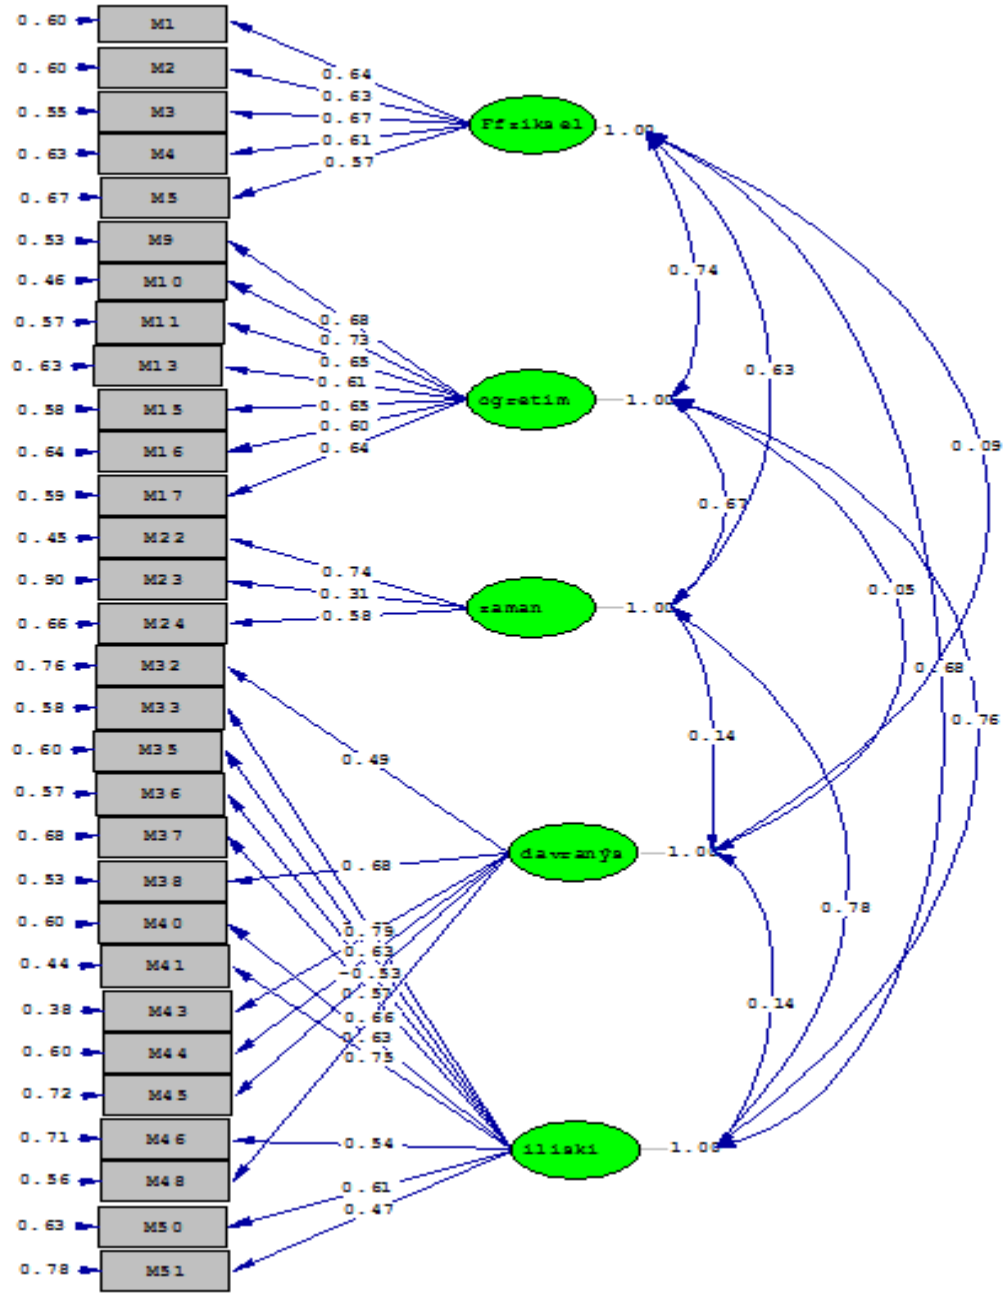 0.60 M1
0.60 M2
0.64
0.63
0.55 M3
0.67
1.00
0.61
0.63 M4
0.57
0.67 M5
0.53 M9
0.74
0.46 M10
0.57 M11
0.68
0.73
0.65
0.63 M13
0.63
0.61
ogretim 1.00
0.58 M15
0.65
0.60
0.64 M16
0.64
0.09
0.59 M17
0.67
0.45 M22
0.74
0.90 M23
0.31
0.05
zaman 1.00
0.66 M24
0.58
0.76 M32
0.68
0.58 M33
0.76
0.14
0.60 M35
0.49
0.57 M36
0.68 M37
davranýs 1.00
0.68
0.53 M38
0.78
0.60 M40
0.79
0.63
0.44 M41
-0.53
0.57
0.14
0.38 M43
0.66
0.63
0.60 M44
0.75
0.72 M45
0.71 M46
0.54
iliski 1.00
0.56 M48
0.61
0.47
0.63 M50
0.78 M51